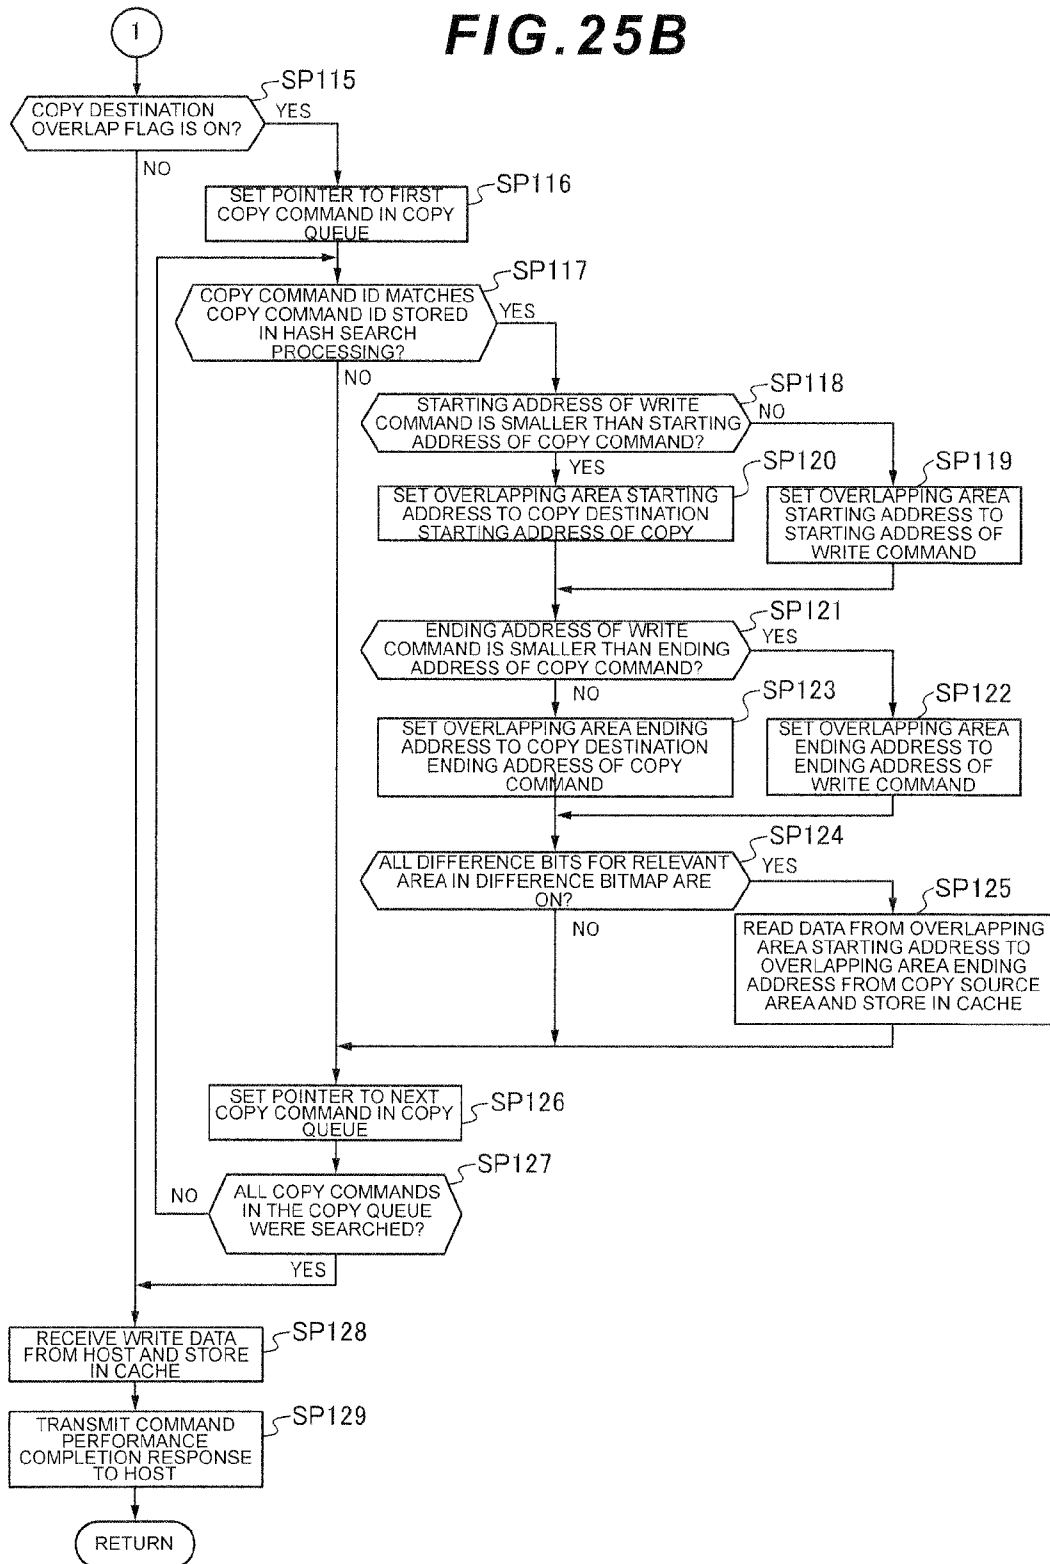 FIG.25B
1
SP115
COPY DESTINATION
OVERLAP FLAG IS ON?
YES
NO
SP116
SET POINTER TO FIRST
COPY COMMAND IN COPY
QUEUE
SP117
COPY COMMAND ID MATCHES
COPY COMMAND ID STORED
IN HASH SEARCH
PROCESSING?
YES
NO
SP118
STARTING ADDRESS OF WRITE
COMMAND IS SMALLER THAN STARTING
ADDRESS OF COPY COMMAND?
NO
YES
SP120
SET OVERLAPPING AREA STARTING
ADDRESS TO COPY DESTINATION
STARTING ADDRESS OF COPY
SP119
SET OVERLAPPING AREA
STARTING ADDRESS TO
STARTING ADDRESS OF
WRITE COMMAND
SP121
ENDING ADDRESS OF WRITE
COMMAND IS SMALLER THAN ENDING
ADDRESS OF COPY COMMAND?
YES
NO
SP123
SET OVERLAPPING AREA ENDING
ADDRESS TO COPY DESTINATION
ENDING ADDRESS OF COPY
COMMAND
SP122
SET OVERLAPPING AREA
ENDING ADDRESS TO
ENDING ADDRESS OF
WRITE COMMAND
SP124
ALL DIFFERENCE BITS FOR RELEVANT
AREA IN DIFFERENCE BITMAP ARE
ON?
YES
NO
SP125
READ DATA FROM OVERLAPPING
AREA STARTING ADDRESS TO
OVERLAPPING AREA ENDING
ADDRESS FROM COPY SOURCE
AREA AND STORE IN CACHE
SP126
SET POINTER TO NEXT
COPY COMMAND IN COPY
QUEUE
SP127
ALL COPY COMMANDS
IN THE COPY QUEUE
WERE SEARCHED?
NO
YES
SP128
RECEIVE WRITE DATA
FROM HOST AND STORE
IN CACHE
SP129
TRANSMIT COMMAND
PERFORMANCE
COMPLETION RESPONSE
TO HOST
RETURN